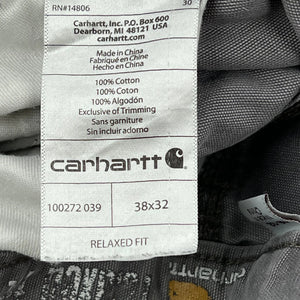 RN#14806 30
Carhartt, Inc. P.O.Box 600
Dearborn, MI 48121 USA
carhartt.com
Made in China
Fabriqué en Chine
Hecho en China
100% Cotton
100% Coton
100% Algodón
Exclusive of Trimming
Sans garniture
Sin incluir adorno
carhartt
100272 039 38x32
RELAXED FIT